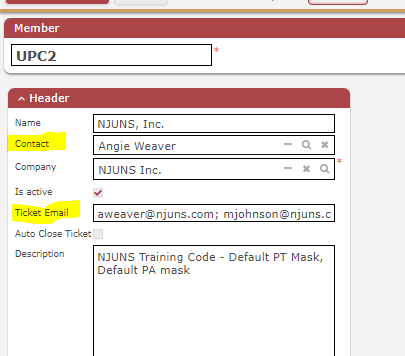 Member
UPC2 *
Header
Name NJUNS, Inc.
Contact Angie Weaver
Company NJUNS Inc. *
Is active
Ticket Email aweaver@njuns.com; mjohnson@njuns.c
Auto Close Ticket
Description NJUNS Training Code - Default PT Mask,
Default PA mask